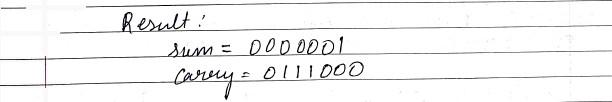 Result:
sum = 0000001
Carry = 0111000